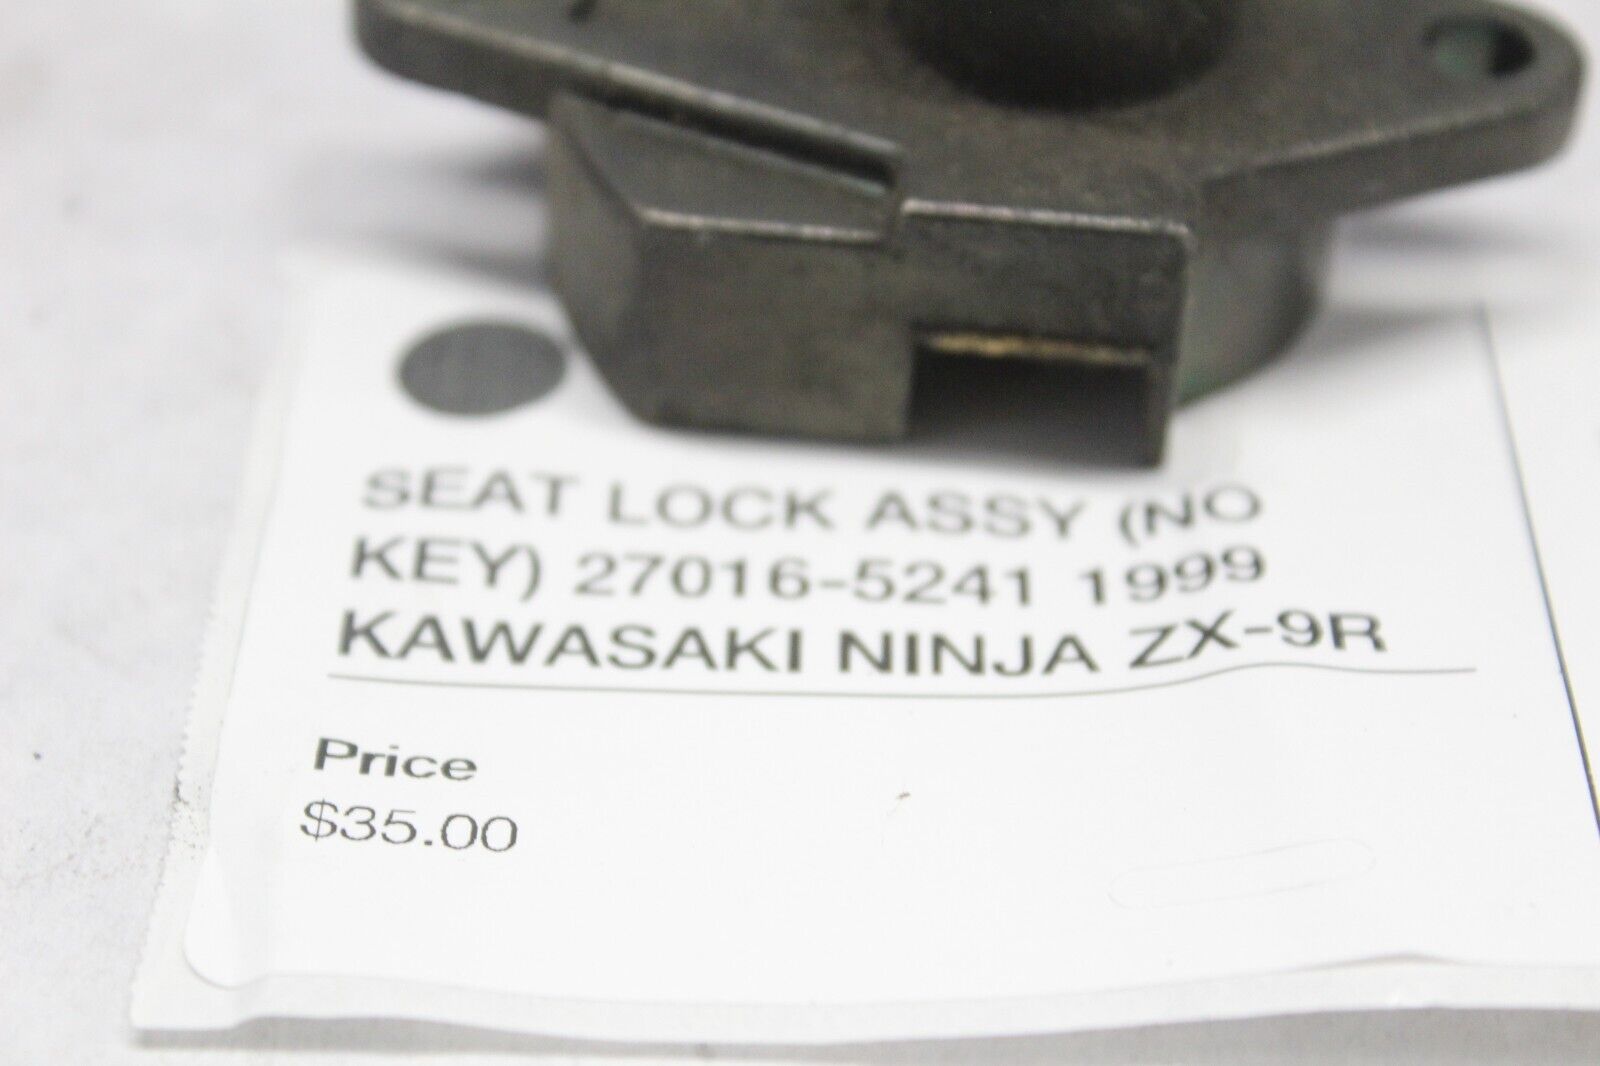 SEAT LOCK ASSY (NO
KEY) 27016-5241 1999
KAWASAKI NINJA ZX-9R
Price
$35.00